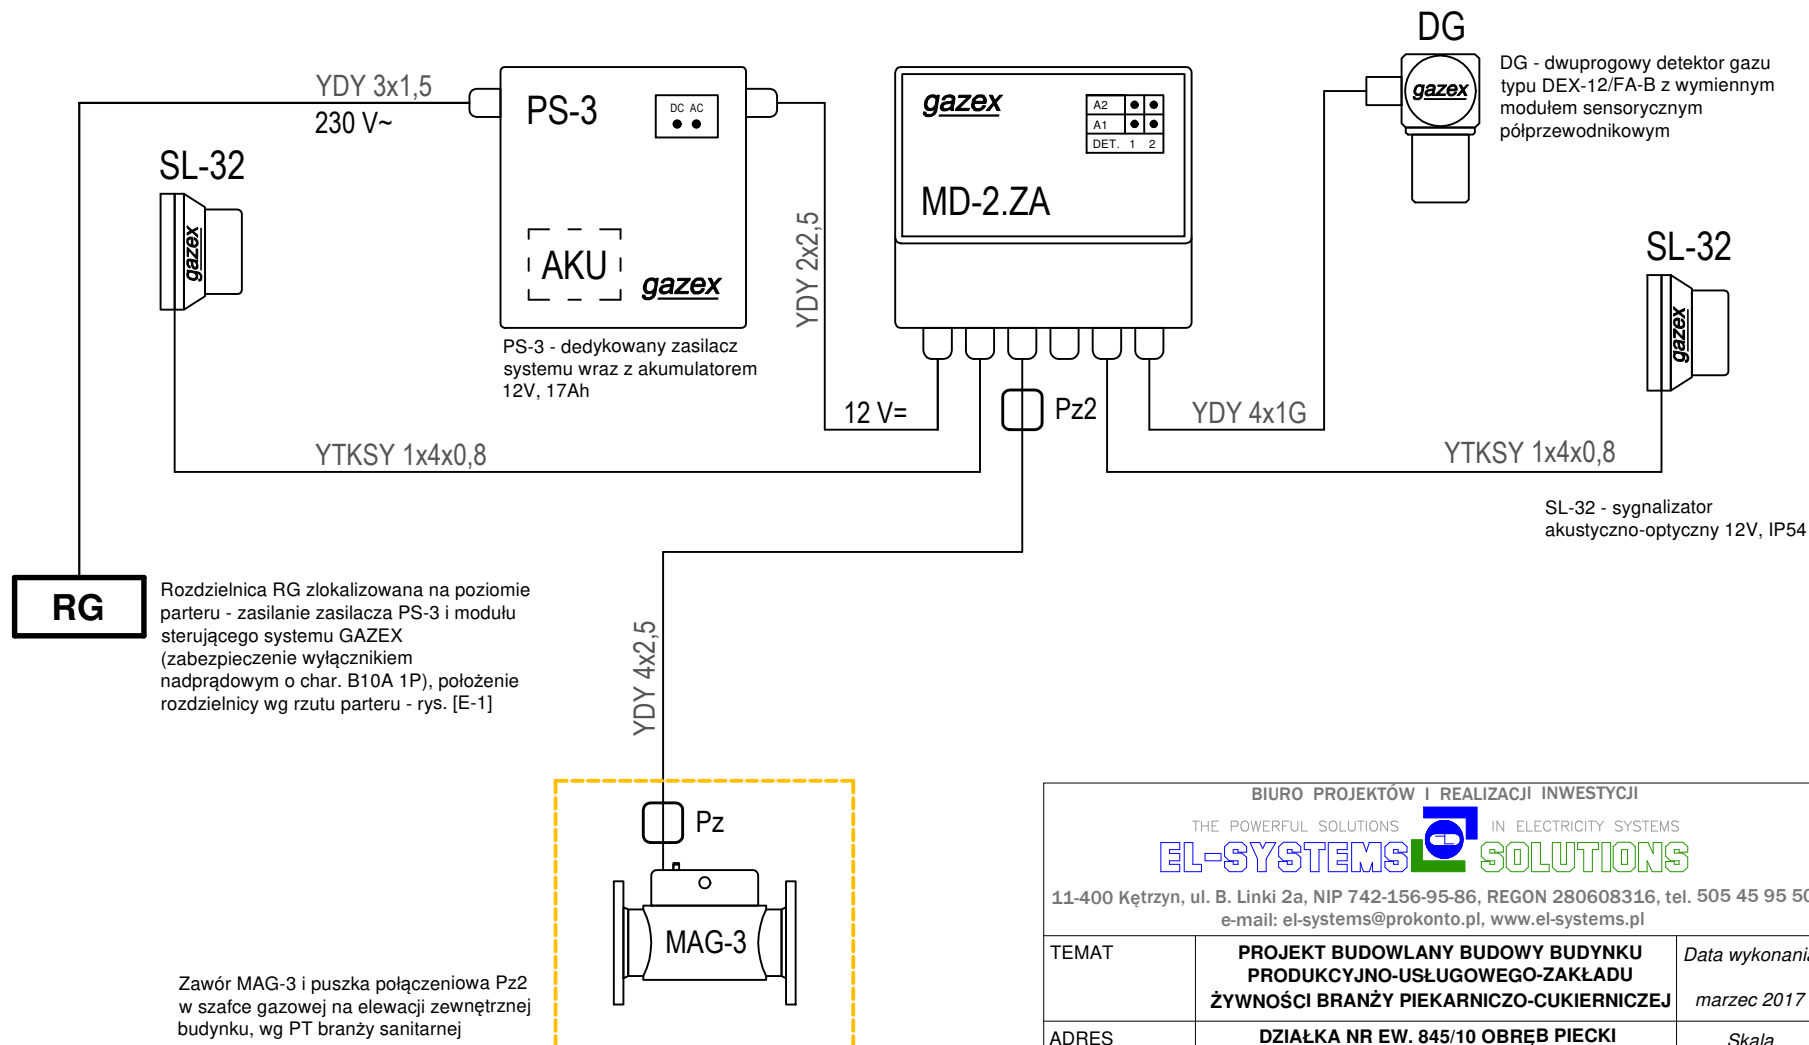 DG
DG - dwuprogowy detektor gazu
typu DEX-12/FA-B z wymiennym
modułem sensorycznym
półprzewodnikowym
gazex
YDY 3x1,5
230 V~
PS-3
DC AC
AKU
gazex
PS-3 - dedykowany zasilacz
systemu wraz z akumulatorem
12V, 17Ah
SL-32
gazex
YDY 2x2,5
gazex
A2
A1
DET. 1 2
MD-2.ZA
SL-32
gazex
12 V=
Pz2
YDY 4x1G
YTKSY 1x4x0,8
YTKSY 1x4x0,8
SL-32 - sygnalizator
akustyczno-optyczny 12V, IP54
RG
Rozdzielnica RG zlokalizowana na poziomie
parteru - zasilanie zasilacza PS-3 i modułu
sterującego systemu GAZEX
(zabezpieczenie wyłącznikiem
nadprądowym o char. B10A 1P), położenie
rozdzielnicy wg rzutu parteru - rys. [E-1]
YDY 4x2,5
Pz
MAG-3
Zawór MAG-3 i puszka połączeniowa Pz2
w szafce gazowej na elewacji zewnętrznej
budynku, wg PT branży sanitarnej
BIURO PROJEKTÓW I REALIZACJI INWESTYCJI
THE POWERFUL SOLUTIONS IN ELECTRICITY SYSTEMS
EL-SYSTEMS SOLUTIONS
11-400 Kętrzyn, ul. B. Linki 2a, NIP 742-156-95-86, REGON 280608316, tel. 505 45 95 50
e-mail: el-systems@prokonto.pl, www.el-systems.pl
TEMAT
PROJEKT BUDOWLANY BUDOWY BUDYNKU
PRODUKCYJNO-USŁUGOWEGO-ZAKŁADU
ŻYWNOŚCI BRANŻY PIEKARNICZO-CUKIERNICZEJ
Data wykonania
marzec 2017
ADRES
DZIAŁKA NR EW. 845/10 OBRĘB PIECKI
Skala